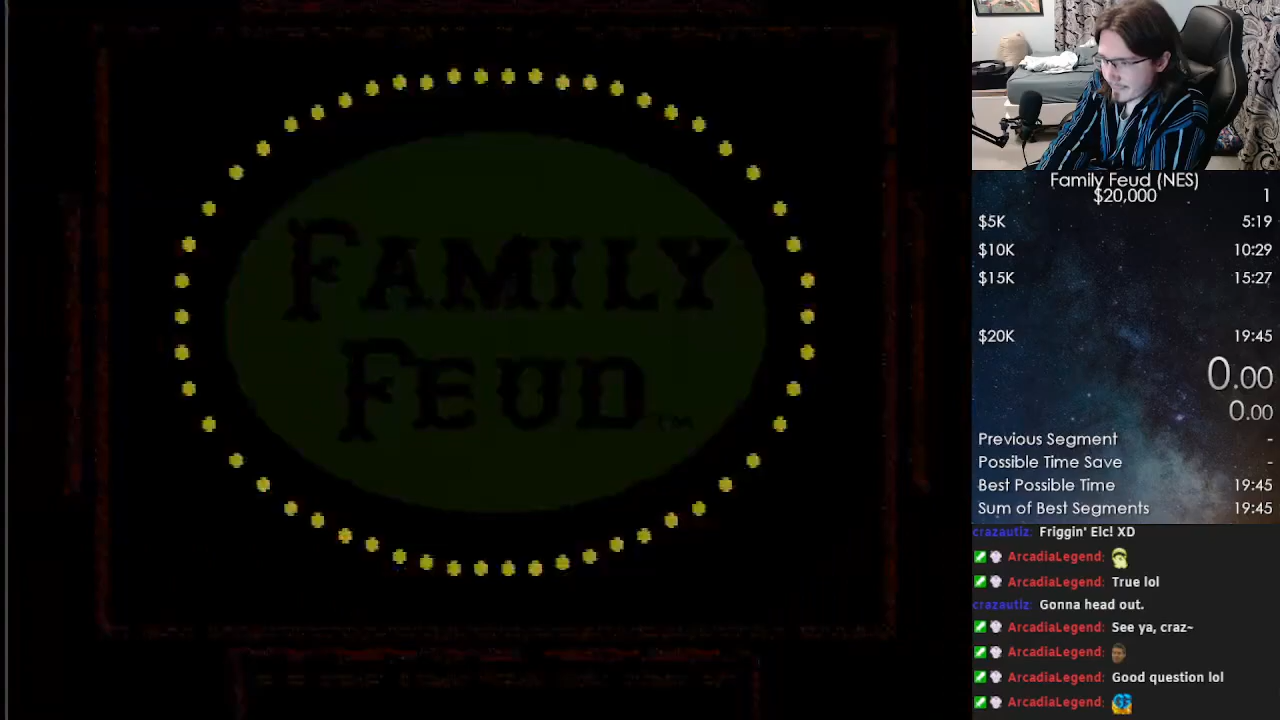 FAMILY
FEUD™
Family Feud (NES)
$20,000 1
$5K 5:19
$10K 10:29
$15K 15:27
$20K 19:45
0.00
0.00
Previous Segment -
Possible Time Save -
Best Possible Time 19:45
Sum of Best Segments 19:45
crazautiz: Friggin' Elc! XD
ArcadiaLegend:
ArcadiaLegend: True lol
crazautiz: Gonna head out.
ArcadiaLegend: See ya, craz~
ArcadiaLegend:
ArcadiaLegend: Good question lol
ArcadiaLegend: